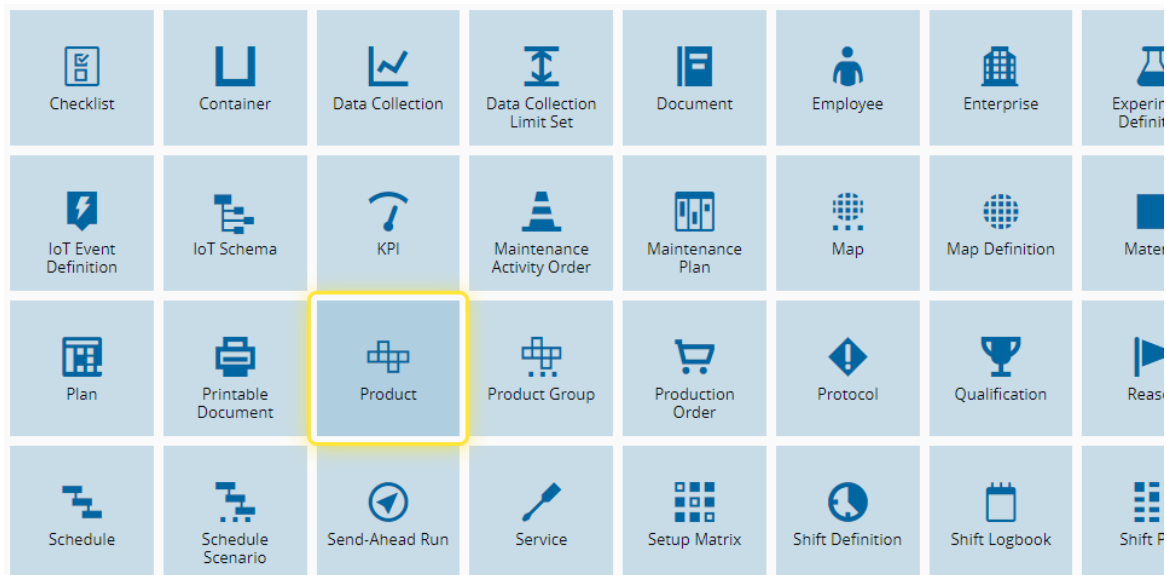 Checklist
Container
Data Collection
Data Collection
Limit Set
Document
Employee
Enterprise
IoT Event
Definition
IoT Schema
KPI
Maintenance
Activity Order
Maintenance
Plan
Map
Map Definition
Plan
Printable
Document
Product
Product Group
Production
Order
Protocol
Qualification
Schedule
Schedule
Scenario
Send-Ahead Run
Service
Setup Matrix
Shift Definition
Shift Logbook
Shift